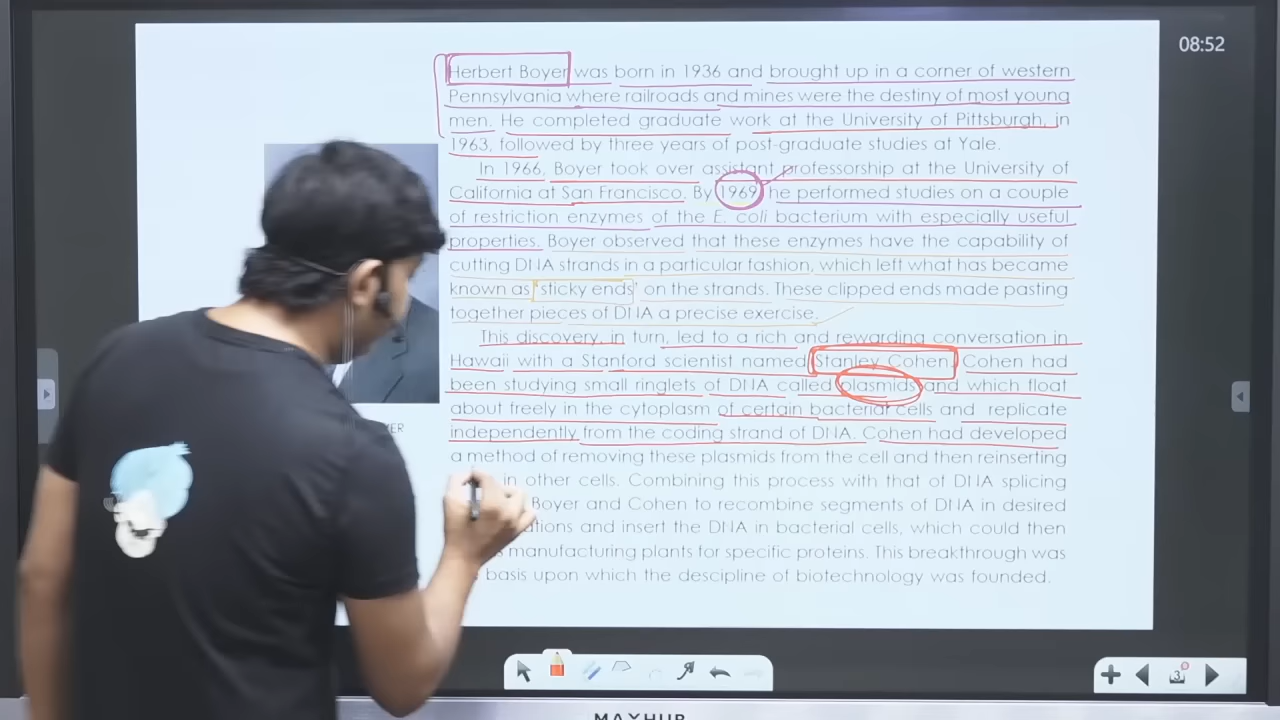 08:52
Herbert Boyer was born in 1936 and brought up in a corner of western
Pennsylvania where railroads and mines were the destiny of most young
men. He completed graduate work at the University of Pittsburgh, in
1963, followed by three years of post-graduate studies at Yale.
In 1966, Boyer took over assistant professorship at the University of
California at San Francisco. By 1969, he performed studies on a couple
of restriction enzymes of the E. coli bacterium with especially useful
properties. Boyer observed that these enzymes have the capability of
cutting DNA strands in a particular fashion, which left what has became
known as 'sticky ends' on the strands. These clipped ends made pasting
together pieces of DNA a precise exercise.
This discovery, in turn, led to a rich and rewarding conversation in
Hawaii with a Stanford scientist named Stanley Cohen. Cohen had
been studying small ringlets of DNA called plasmids and which float
about freely in the cytoplasm of certain bacterial cells and replicate
independently from the coding strand of DNA. Cohen had developed
a method of removing these plasmids from the cell and then reinserting
in other cells. Combining this process with that of DNA splicing
Boyer and Cohen to recombine segments of DNA in desired
and insert the DNA in bacterial cells, which could then
manufacturing plants for specific proteins. This breakthrough was
basis upon which the descipline of biotechnology was founded.
3
MAXHUB